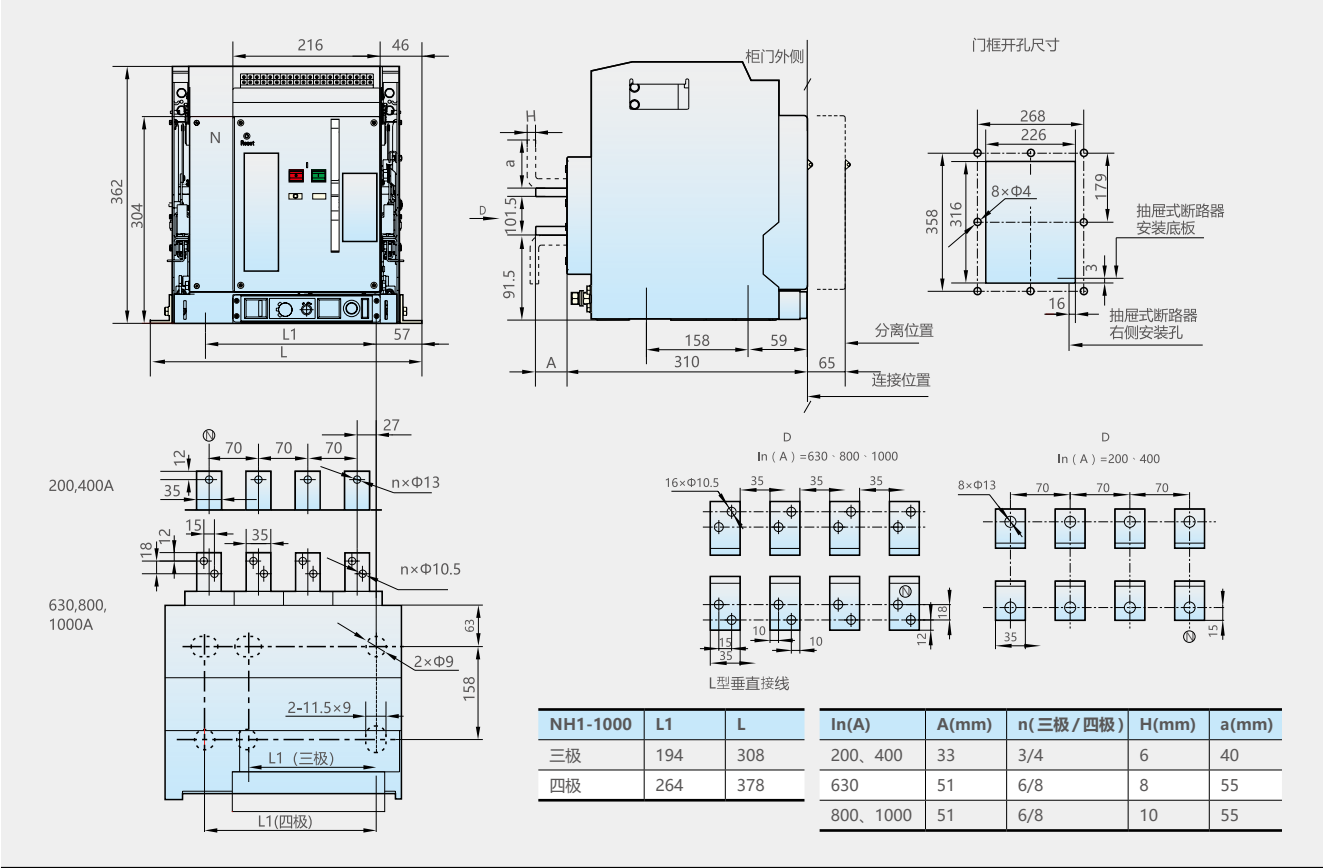 216
46
362
304
N
Reset
I
L1
57
L
柜门外侧
H
a
D
101.5
91.5
158
59
A
310
65
分离位置
连接位置
门框开孔尺寸
268
226
8×Φ4
179
358
316
抽屉式断路器
安装底板
3
16
抽屉式断路器
右侧安装孔
27
N
70
70
70
12
35
n×Φ13
200,400A
15
12
18
35
n×Φ10.5
630,800,
1000A
63
2×Φ9
158
2-11.5×9
L1 (三极)
L1(四极)
D
In ( A ) =630、800、1000
16×Φ10.5
35
35
35
N
18
12
10
10
15
35
L型垂直接线
D
In ( A ) =200、400
8×Φ13
70
70
70
35
15
N
NH1-1000 L1 L
三极 194 308
四极 264 378
In(A) A(mm) n(三极/四极) H(mm) a(mm)
200、400 33 3/4 6 40
630 51 6/8 8 55
800、1000 51 6/8 10 55